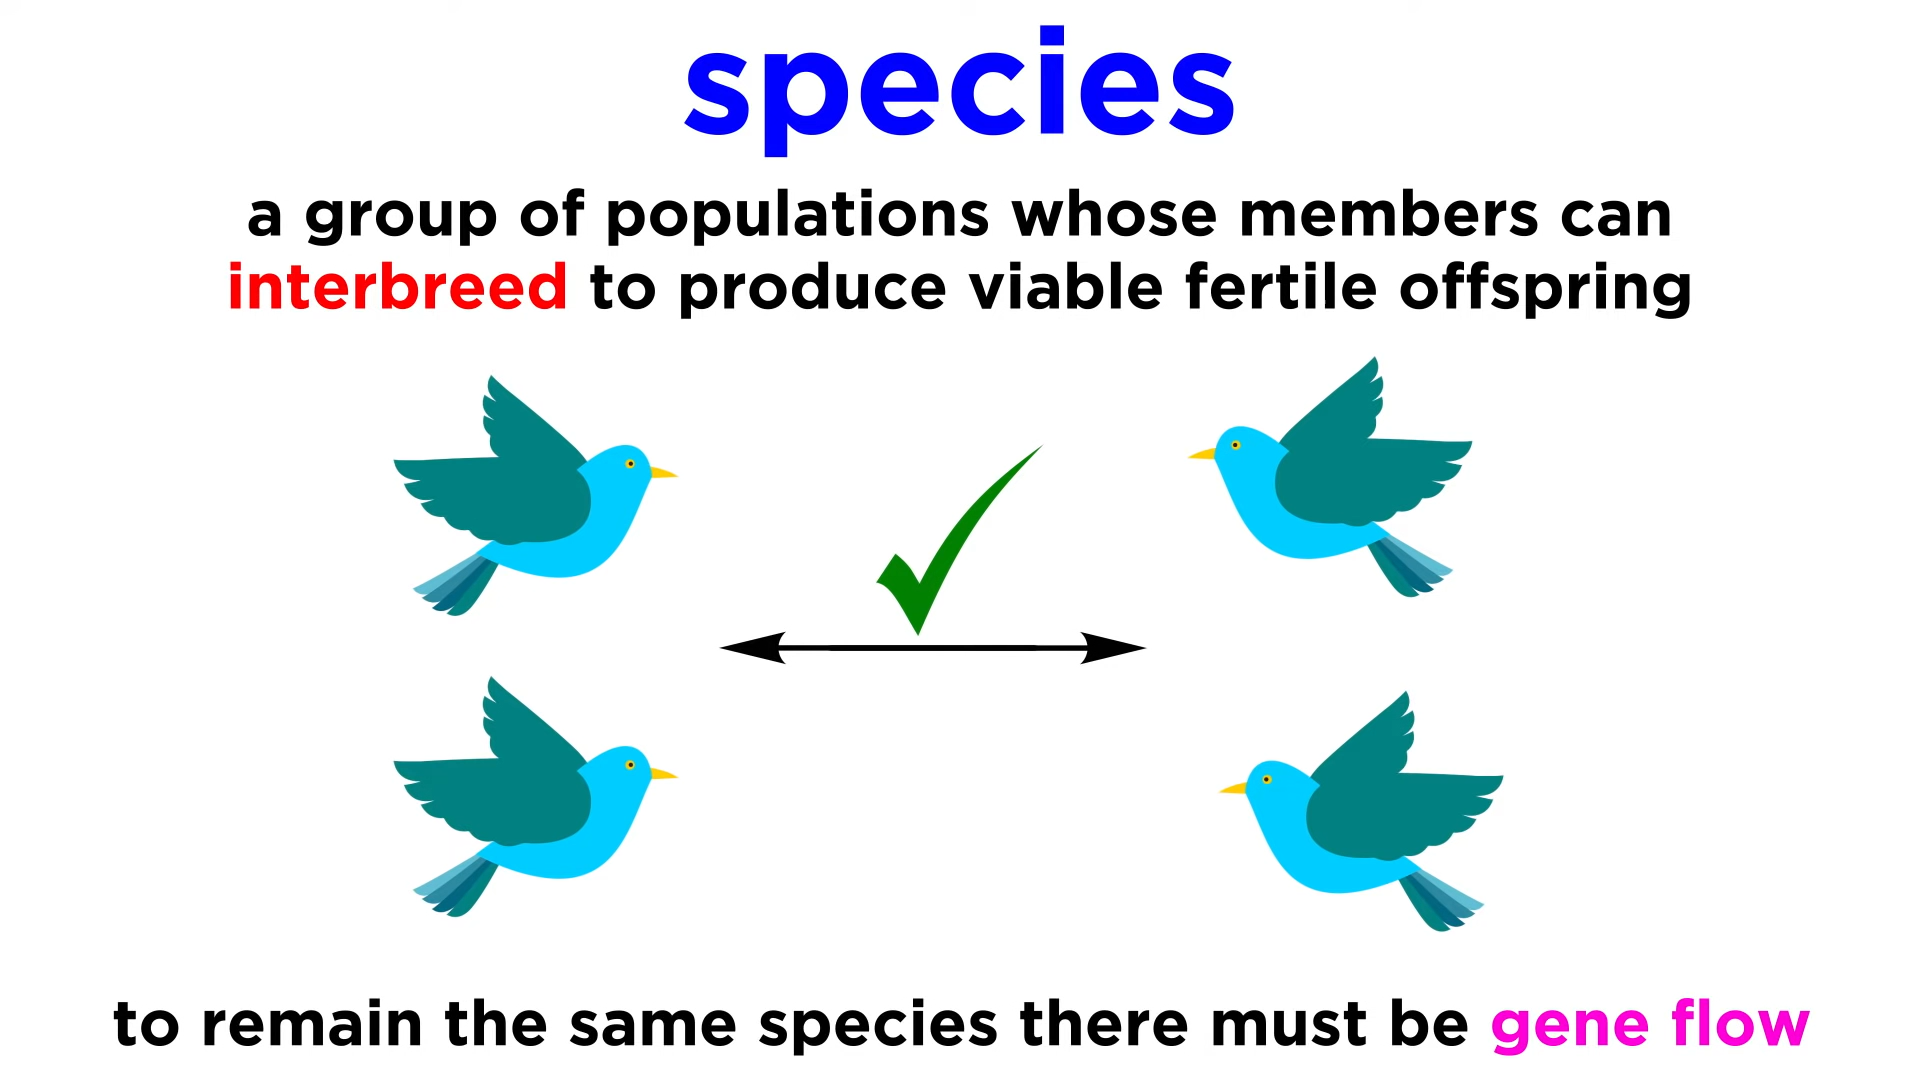 species
a group of populations whose members can
interbreed to produce viable fertile offspring
to remain the same species there must be gene flow